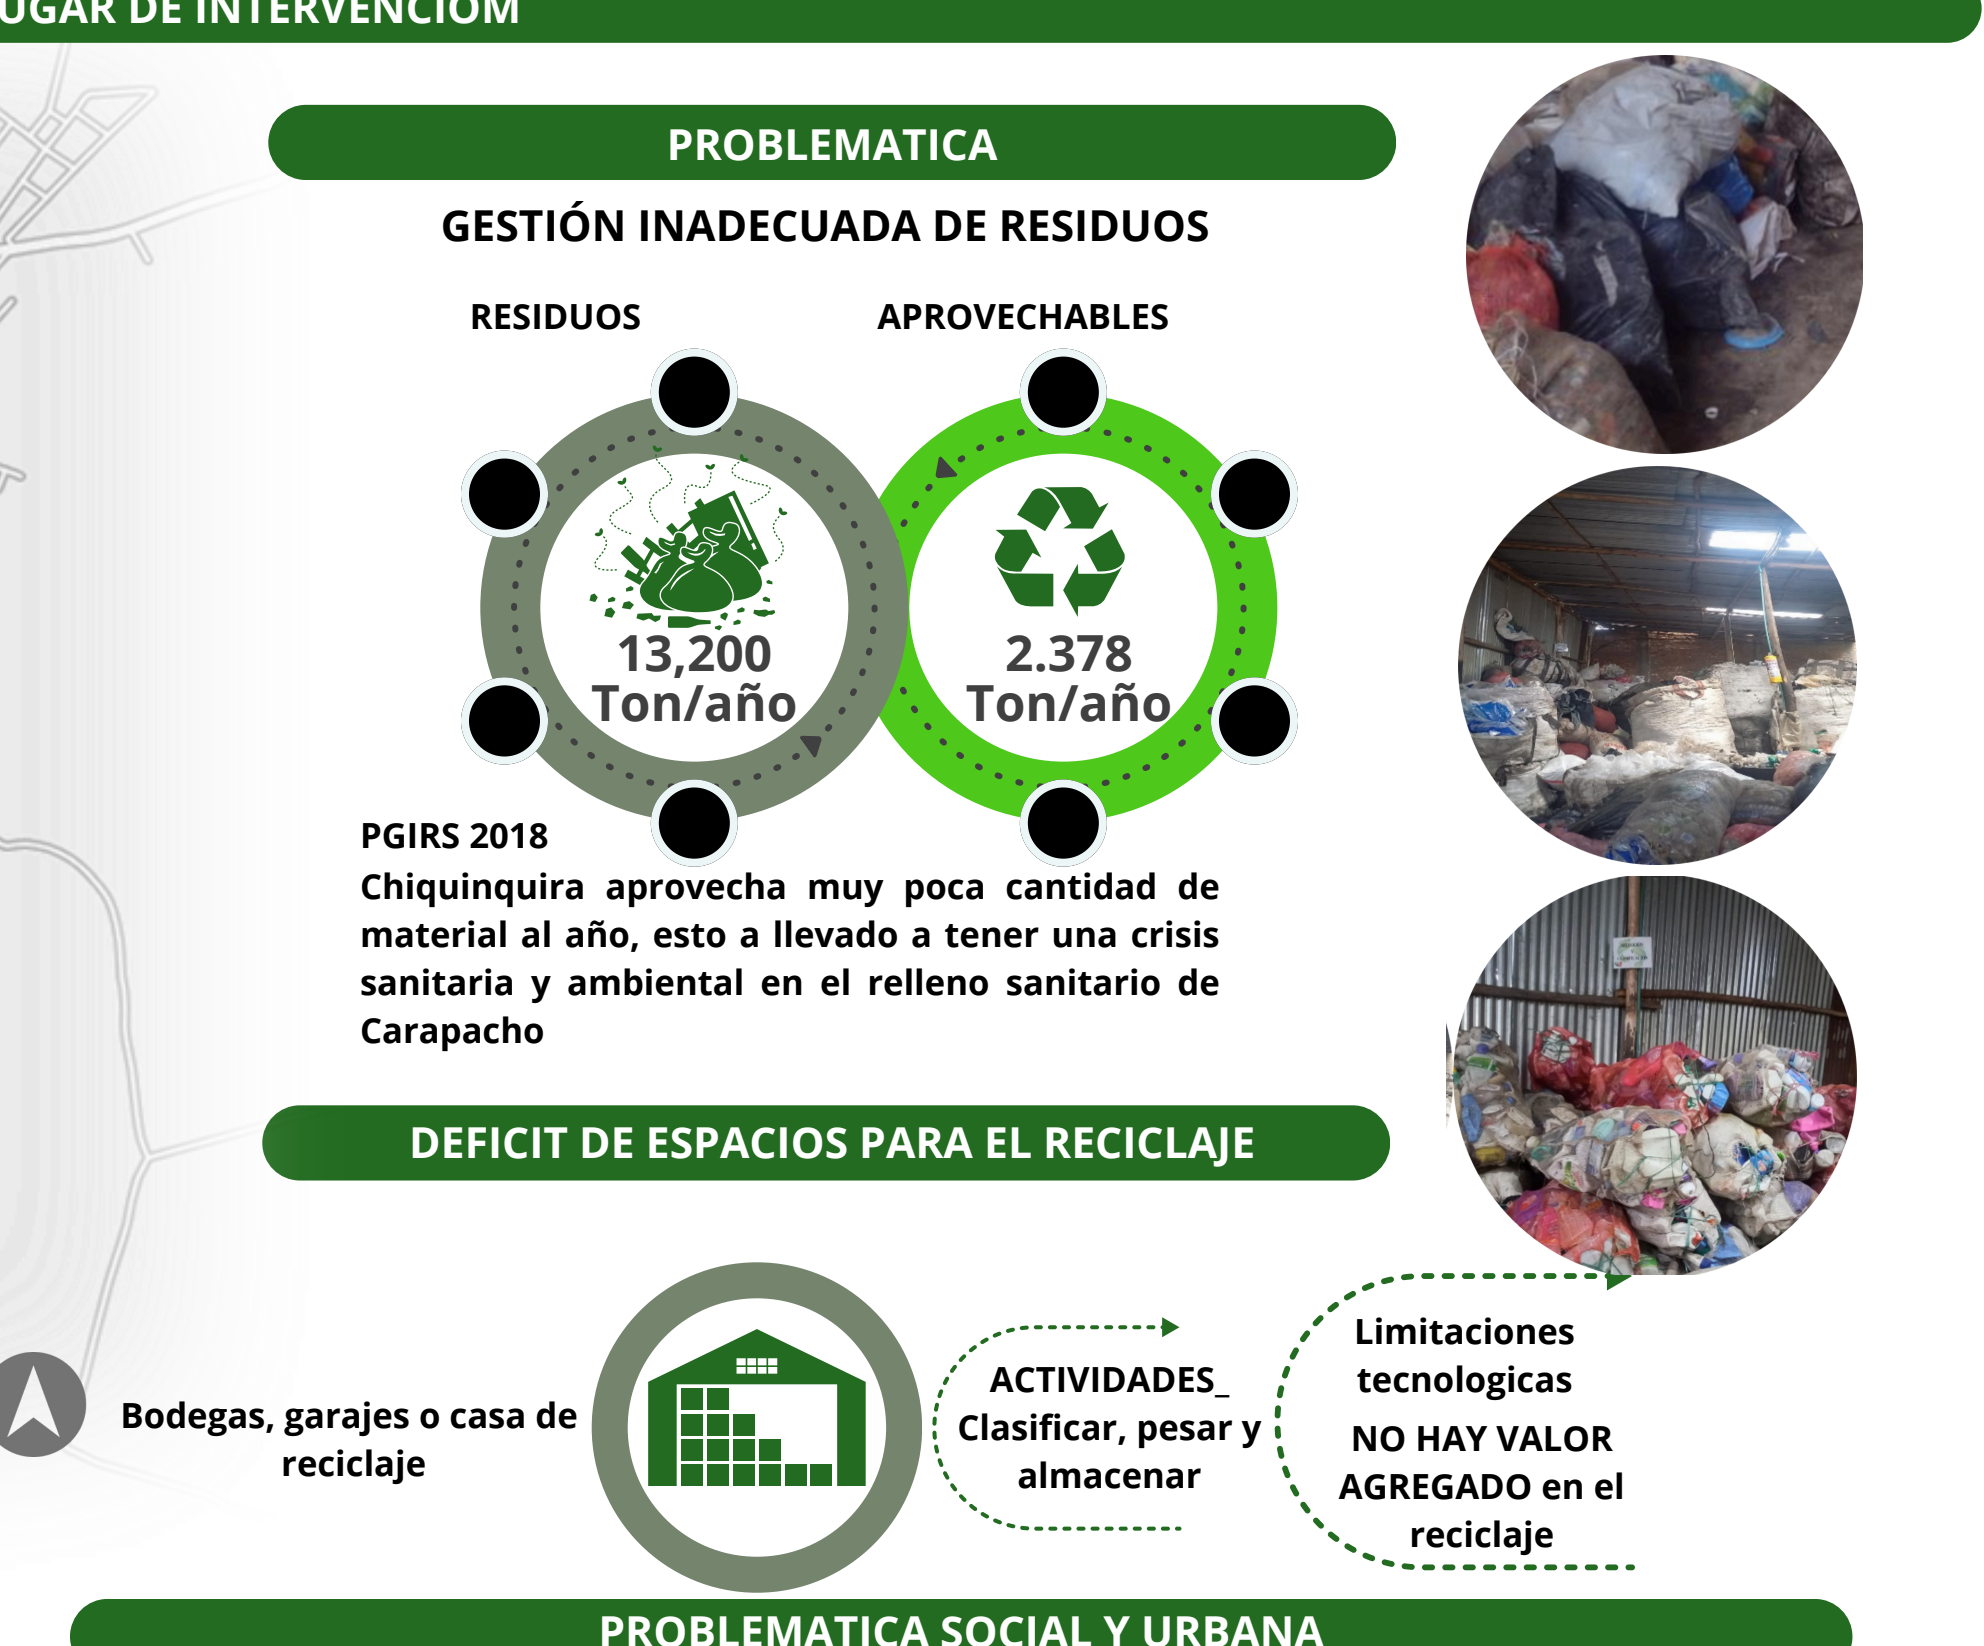 UGAR DE INTERVENCIOM
PROBLEMATICA
GESTIÓN INADECUADA DE RESIDUOS
RESIDUOS
APROVECHABLES
13,200
Ton/año
2.378
Ton/año
PGIRS 2018
Chiquinquira aprovecha muy poca cantidad de
material al año, esto a llevado a tener una crisis
sanitaria y ambiental en el relleno sanitario de
Carapacho
DEFICIT DE ESPACIOS PARA EL RECICLAJE
Bodegas, garajes o casa de
reciclaje
ACTIVIDADES_
Clasificar, pesar y
almacenar
Limitaciones
tecnologicas
NO HAY VALOR
AGREGADO en el
reciclaje
PROBLEMATICA SOCIAL Y URBANA